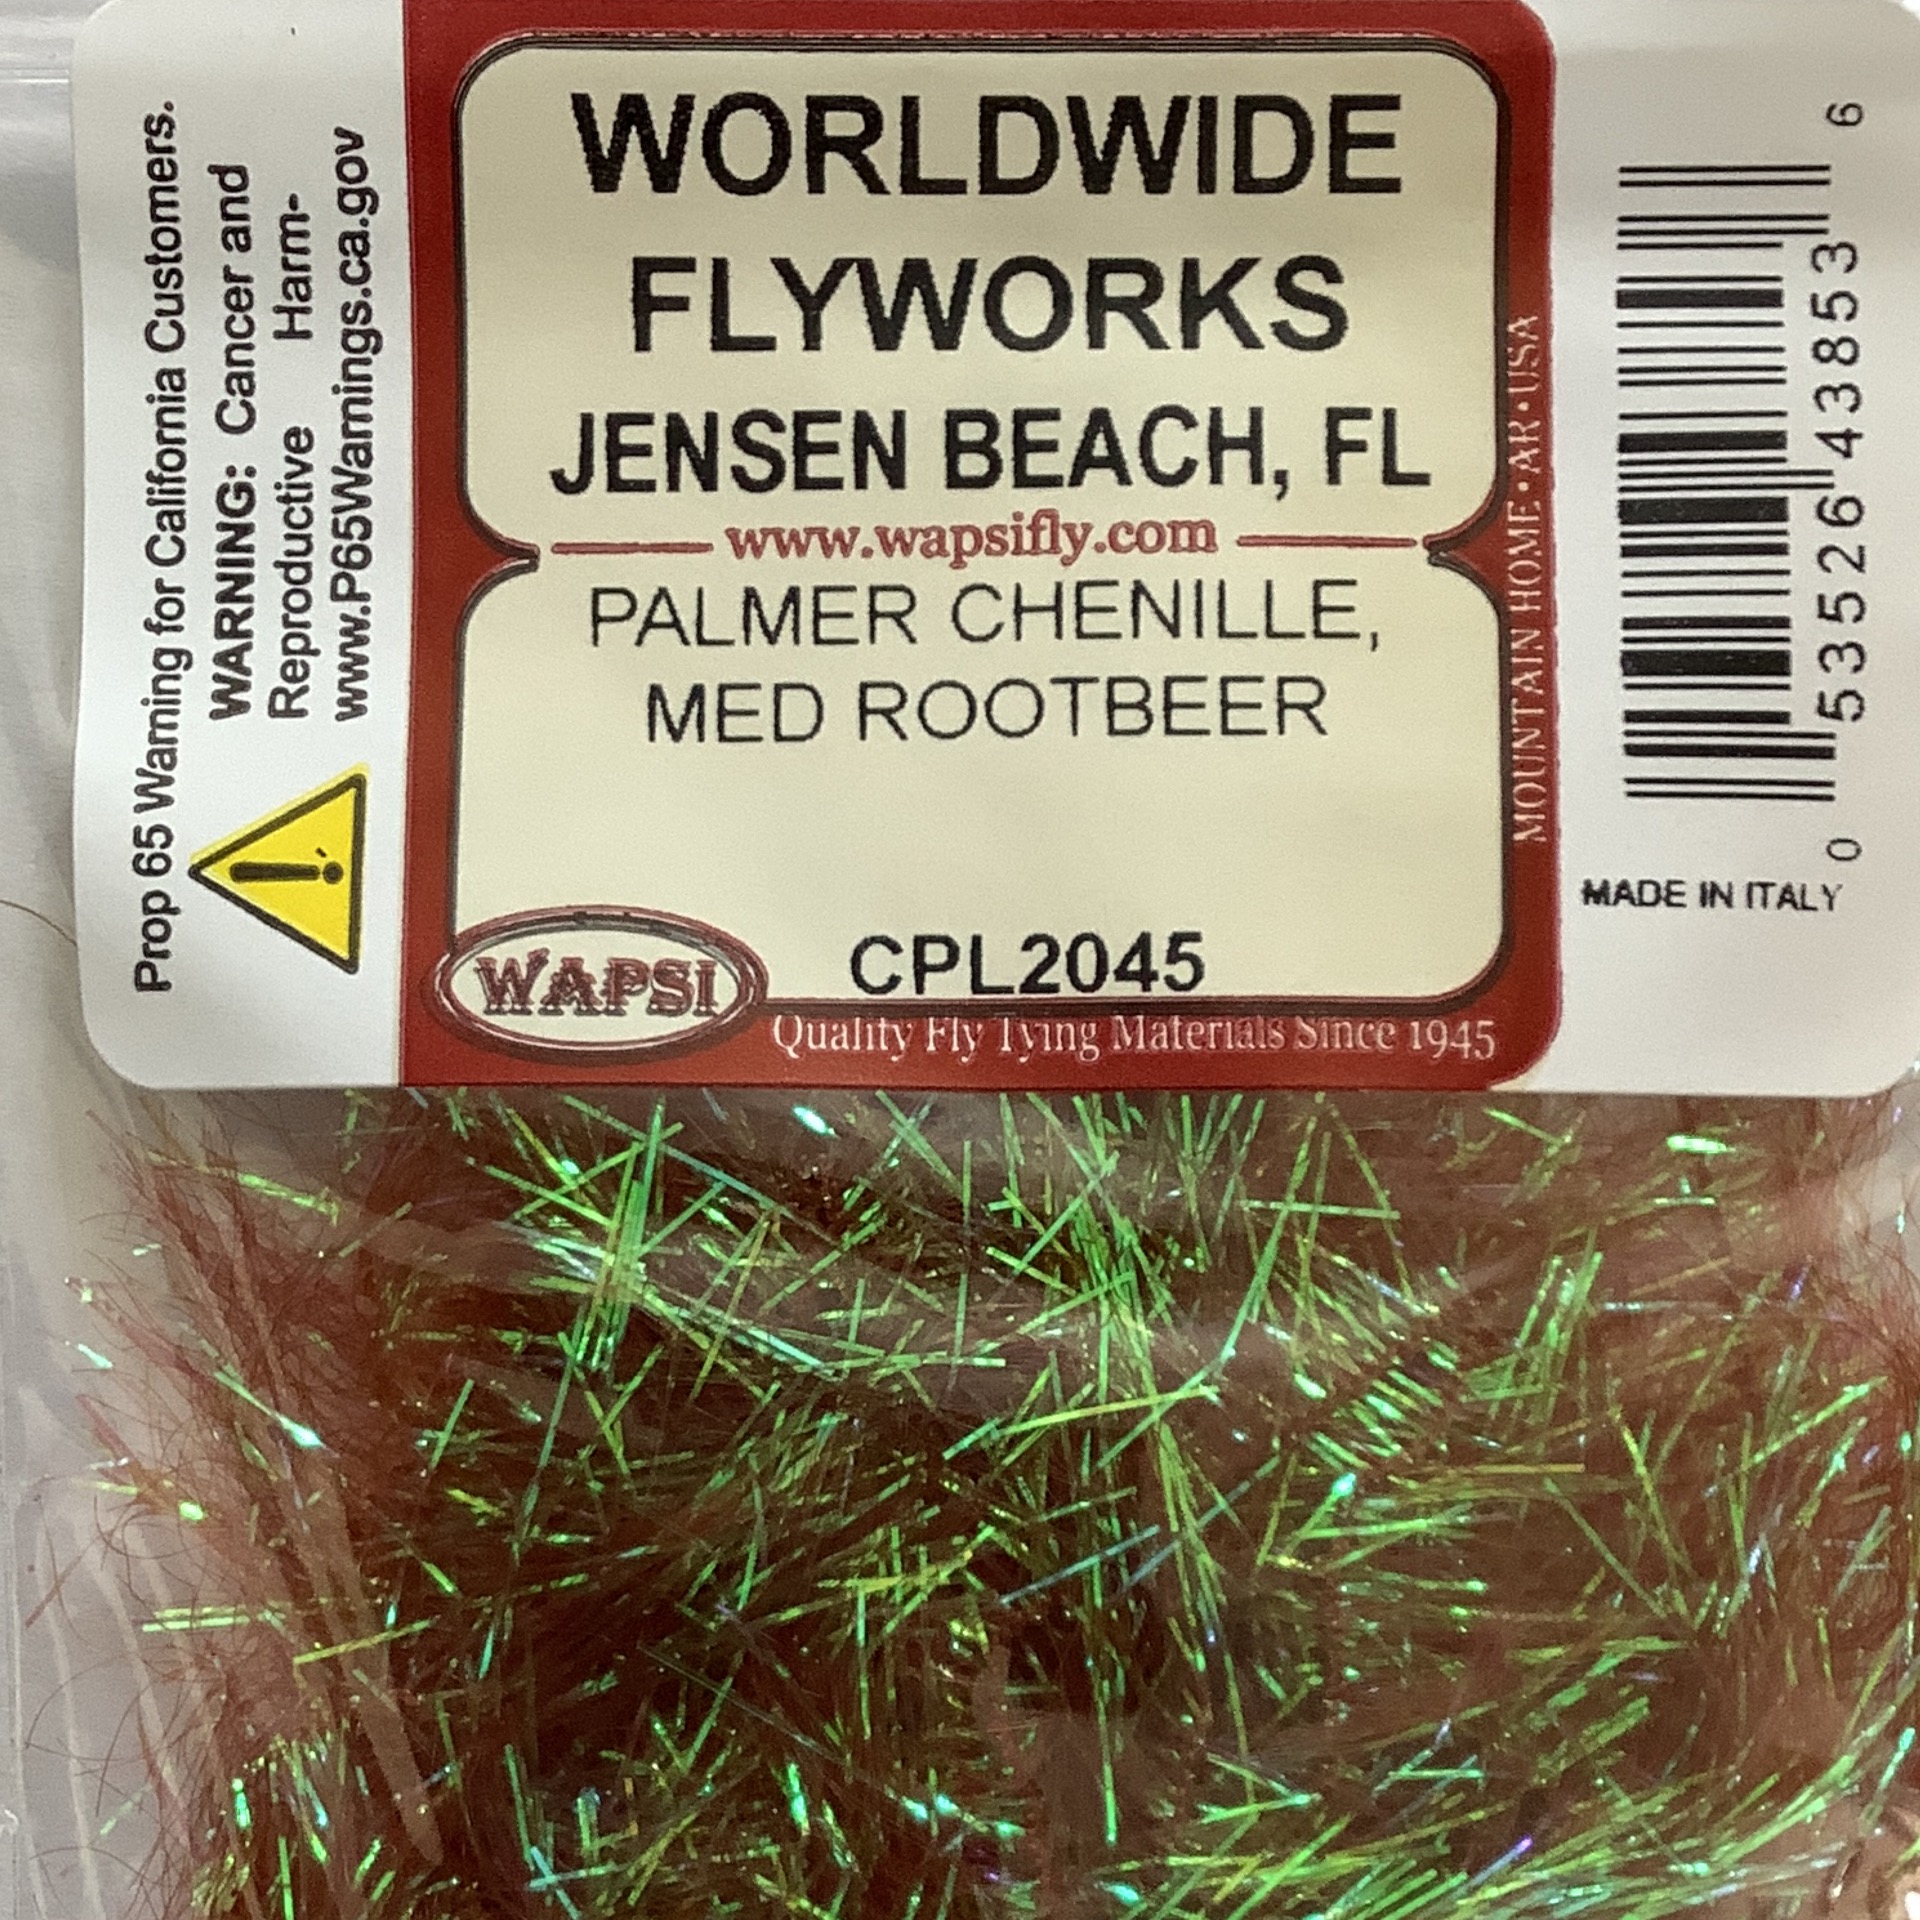 Prop 65 Warning for California Customers.
WARNING: Cancer and
Reproductive Harm-
www.P65Warnings.ca.gov
WORLDWIDE
FLYWORKS
JENSEN BEACH, FL
www.wapsifly.com
PALMER CHENILLE,
MED ROOTBEER
CPL2045
WAPSI
Quality Fly Tying Materials Since 1945
MOUNTAIN HOME • AR • USA
0 53526 43853 6
MADE IN ITALY